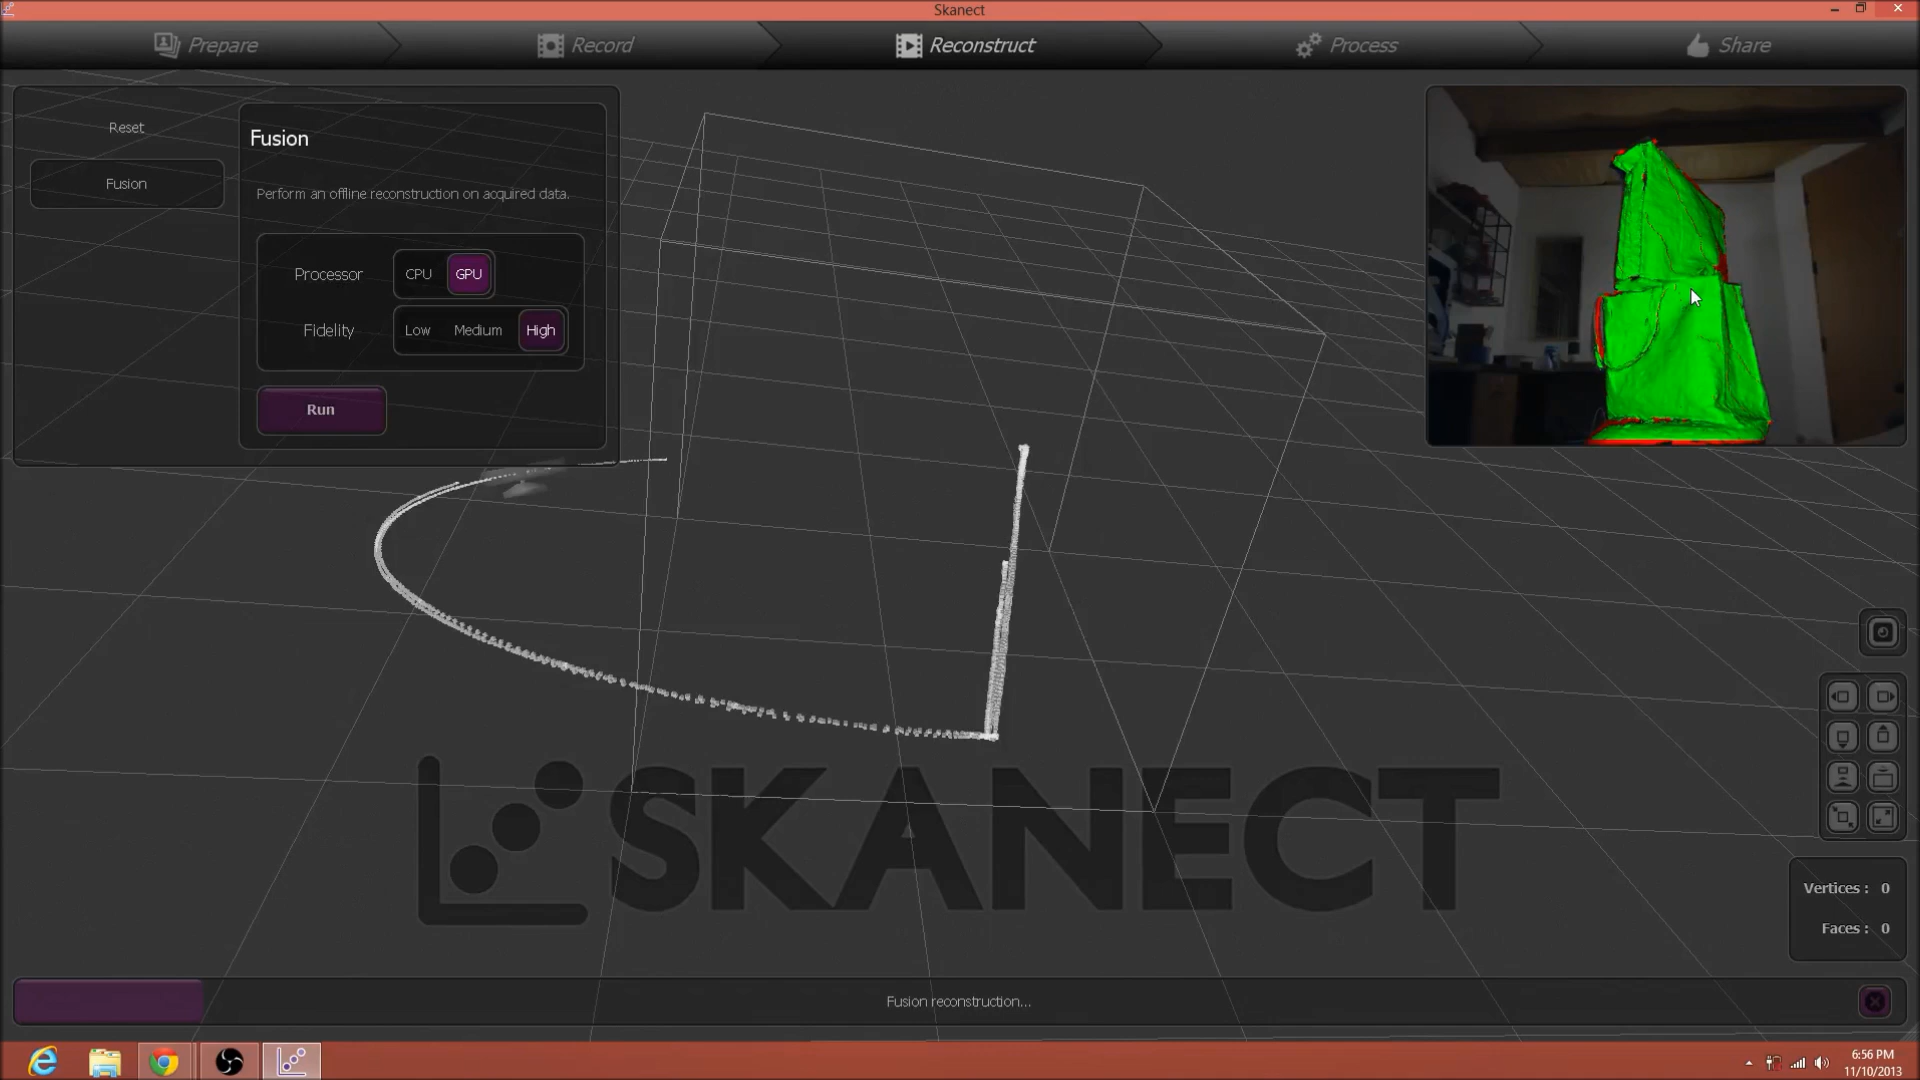 Skanect
Prepare
Record
Reconstruct
Process
Share
Reset
Fusion
Fusion
Perform an offline reconstruction on acquired data.
Processor CPU GPU
Fidelity Low Medium High
Run
SKANECT
Vertices : 0
Faces : 0
Fusion reconstruction...
6:56 PM
11/10/2013